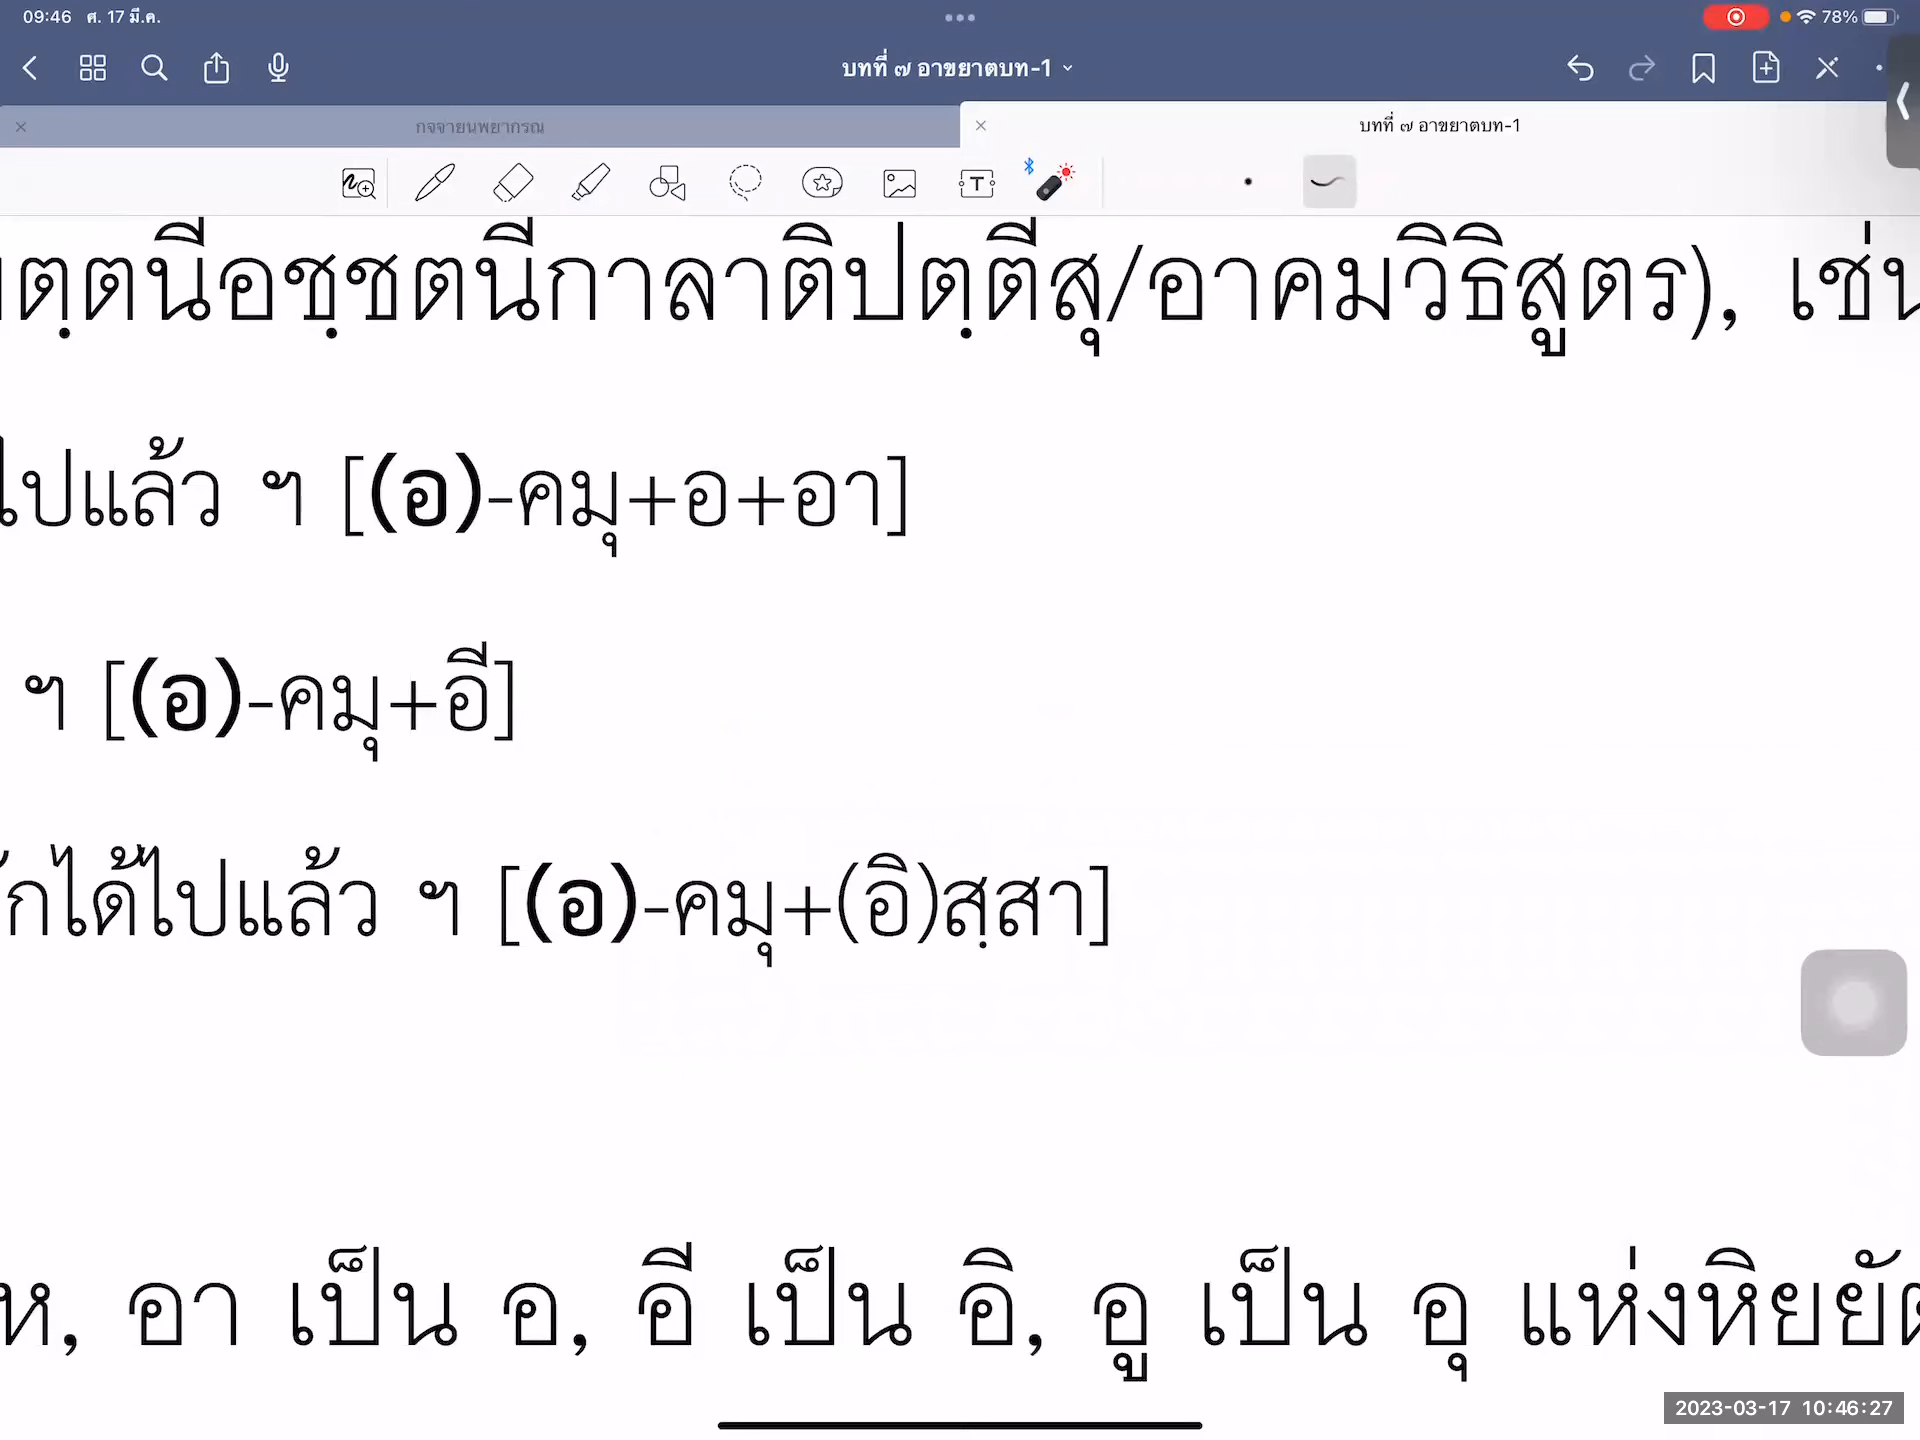 09:46 ศ. 17 มี.ค.
78%
บทที่ ๗ อาขยาตบท-1
กจจายนพยากรณ
บทที่ ๗ อาขยาตบท-1
ตฺตนีอชฺชตนีกาลาติปตฺตีสุ/อาคมวิธิสูตร), เช่น
ไปแล้ว ฯ [(อ)-คมุ+อ+อา]
ฯ [(อ)-คมุ+อี]
กได้ไปแล้ว ฯ [(อ)-คมุ+(อิ)สฺสา]
ห, อา เป็น อ, อี เป็น อิ, อู เป็น อุ แห่งหิยยัต
2023-03-17 10:46:27